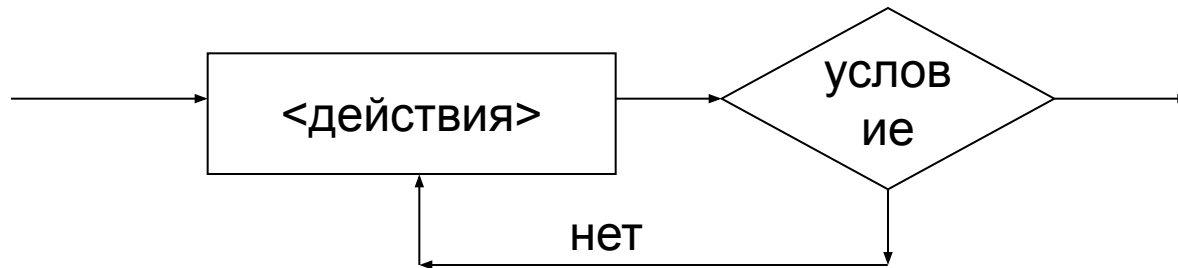 <действия>
услов
ие
нет